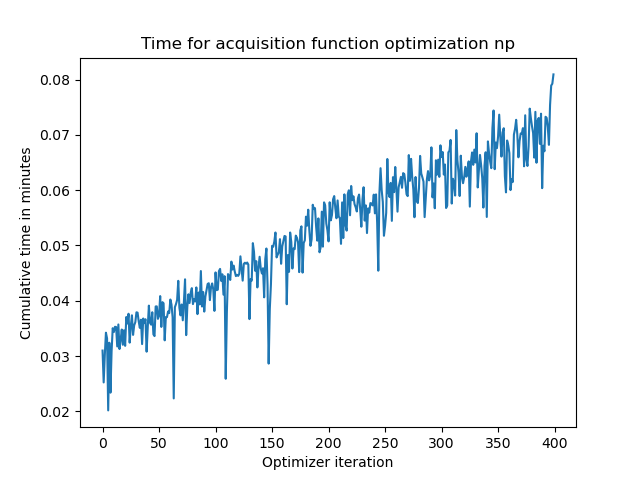 Time for acquisition function optimization np
Cumulative time in minutes
0.08
0.07
0.06
0.05
0.04
0.03
0.02
0 50 100 150 200 250 300 350 400
Optimizer iteration